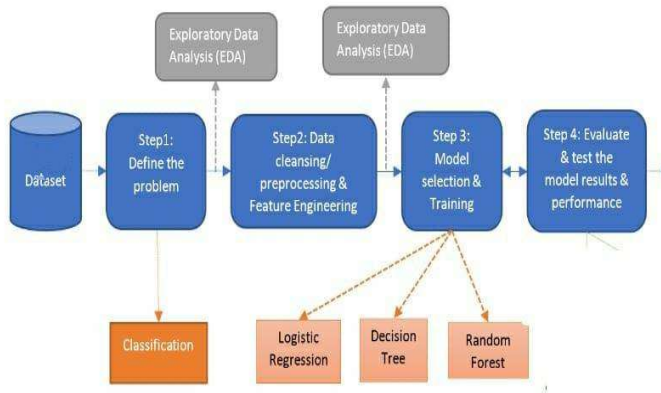 Exploratory Data
Analysis (EDA)
Exploratory Data
Analysis (EDA)
Dataset
Step1:
Define the
problem
Step2: Data
cleansing/
preprocessing &
Feature Engineering
Step 3:
Model
selection &
Training
Step 4: Evaluate
& test the
model results &
performance
Classification
Logistic
Regression
Decision
Tree
Random
Forest